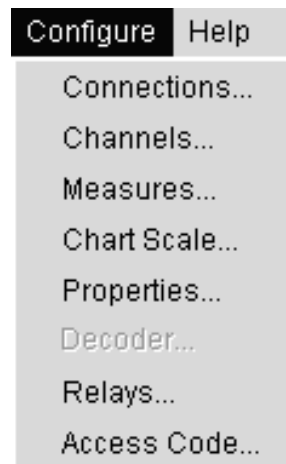 Configure Help
Connections...
Channels...
Measures...
Chart Scale...
Properties...
Decoder...
Relays...
Access Code...